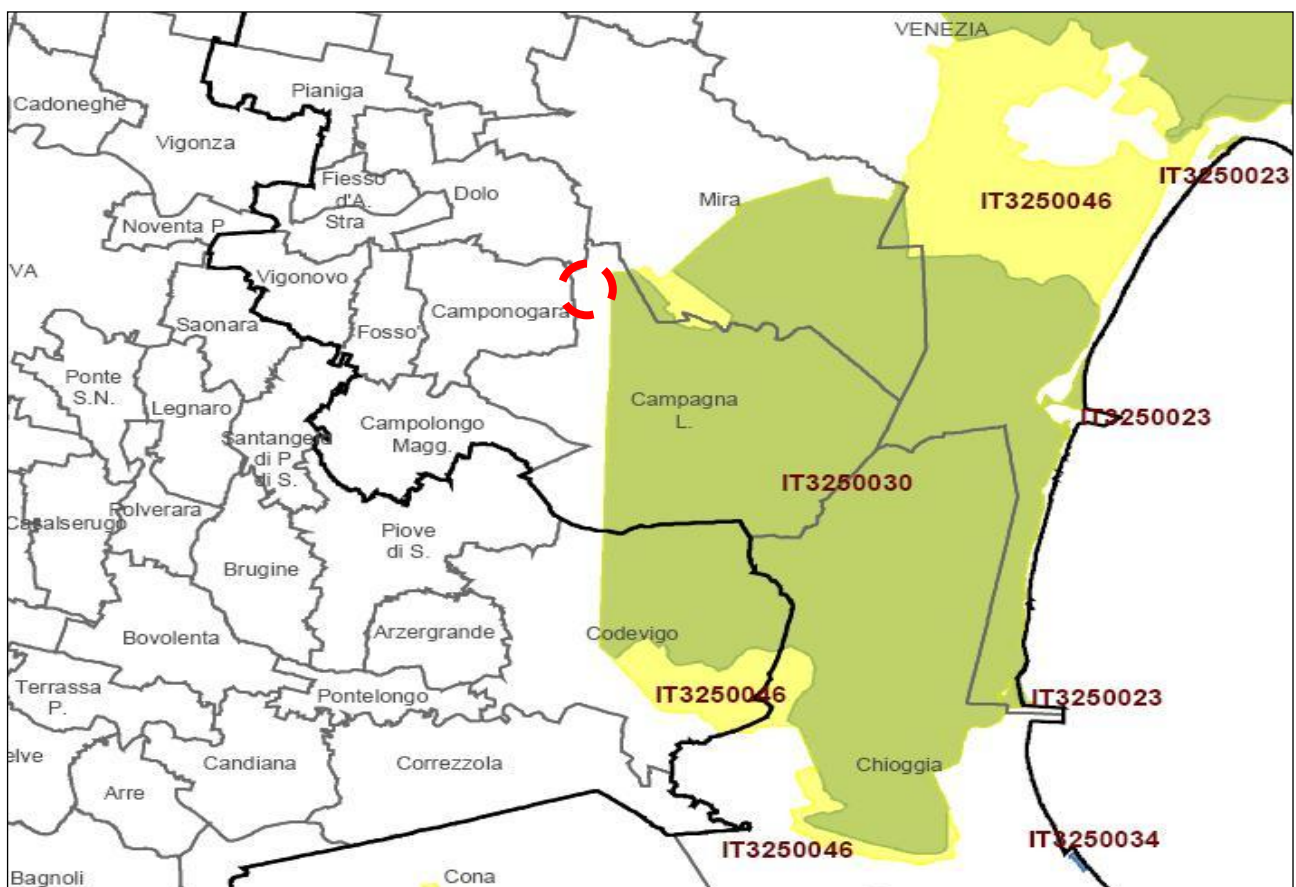 VENEZIA
Pianiga
Cadoneghe
Vigonza
IT3250023
Fiesso
d'A.
Dolo
Mira
IT3250046
Stra
Noventa P.
VA
Vigonovo
Saonara
Fosso'
Camponogara
Ponte
S.N.
Legnaro
Campagna
L.
IT3250023
Campolongo
Magg.
Santangelo
di P.
di S.
IT3250030
Polverara
Casalserugo
Piove
di S.
Brugine
Bovolenta
Arzergrande
Codevigo
Terrassa
P.
Pontelongo
IT3250046
IT3250023
elve
Candiana
Correzzola
Chioggia
Arre
IT3250046
IT3250034
Bagnoli
Cona